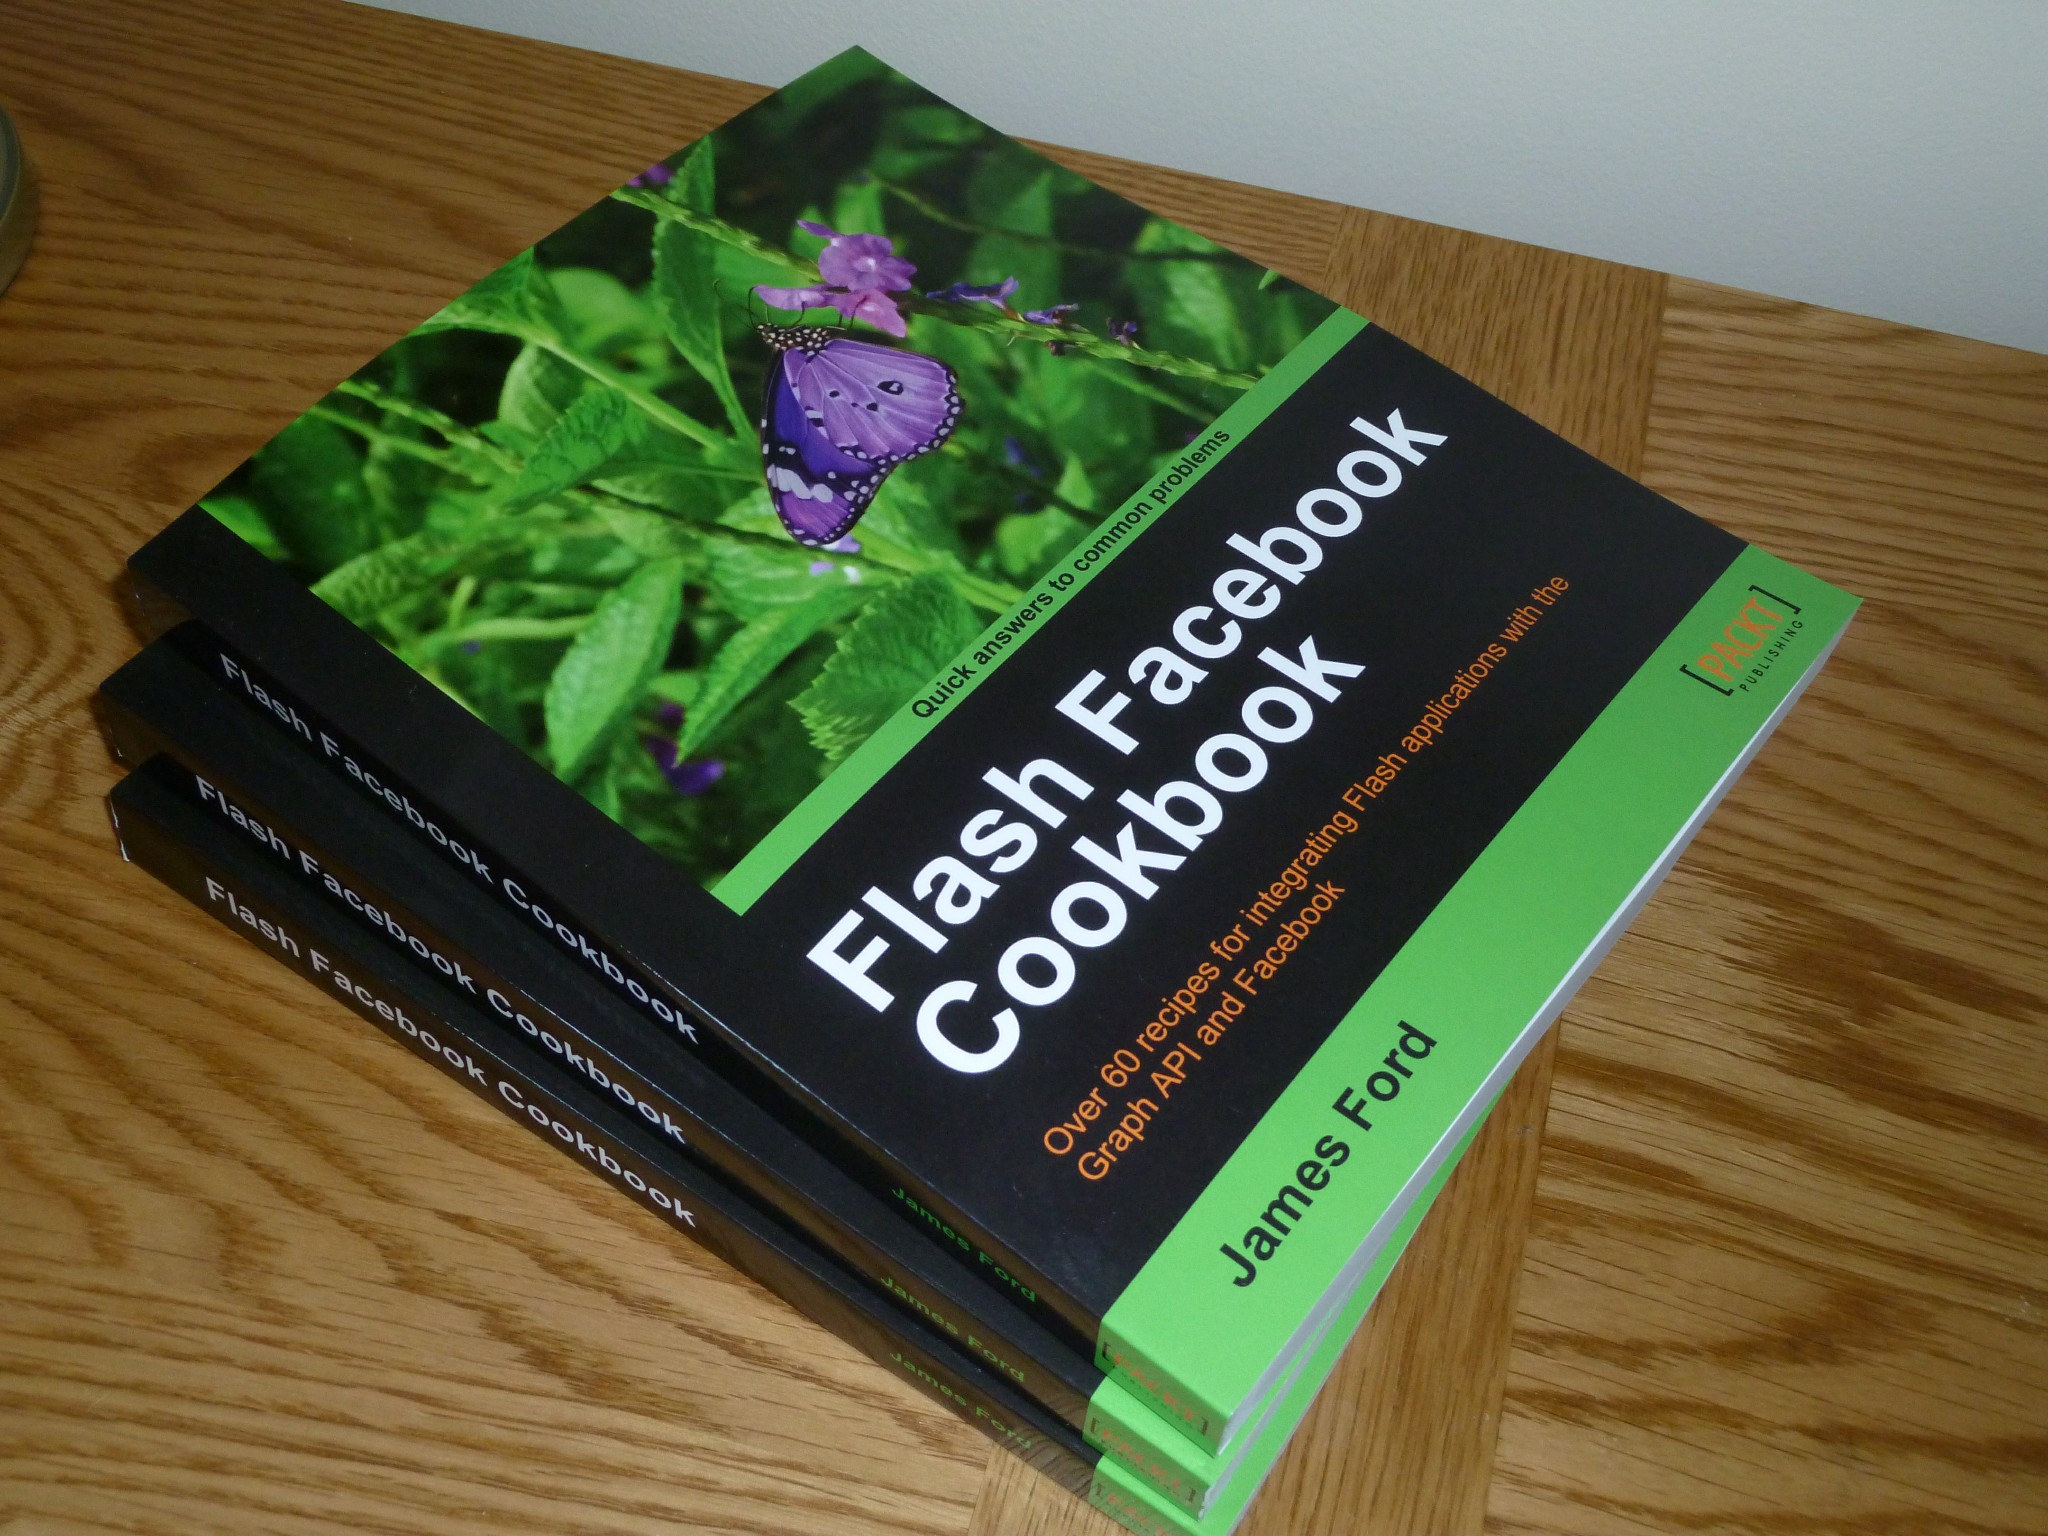 Quick answers to common problems
Flash Facebook
Cookbook
Over 60 recipes for integrating Flash applications with the
Graph API and Facebook
James Ford
[PACKT]
PUBLISHING
Flash Facebook Cookbook
James Ford
[PACKT]
Flash Facebook Cookbook
James Ford
[PACKT]
Flash Facebook Cookbook
James Ford